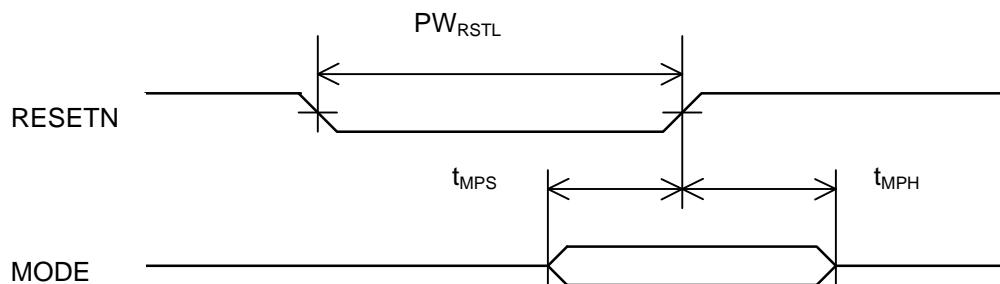 PWRSTL
RESETN
tMPS
tMPH
MODE